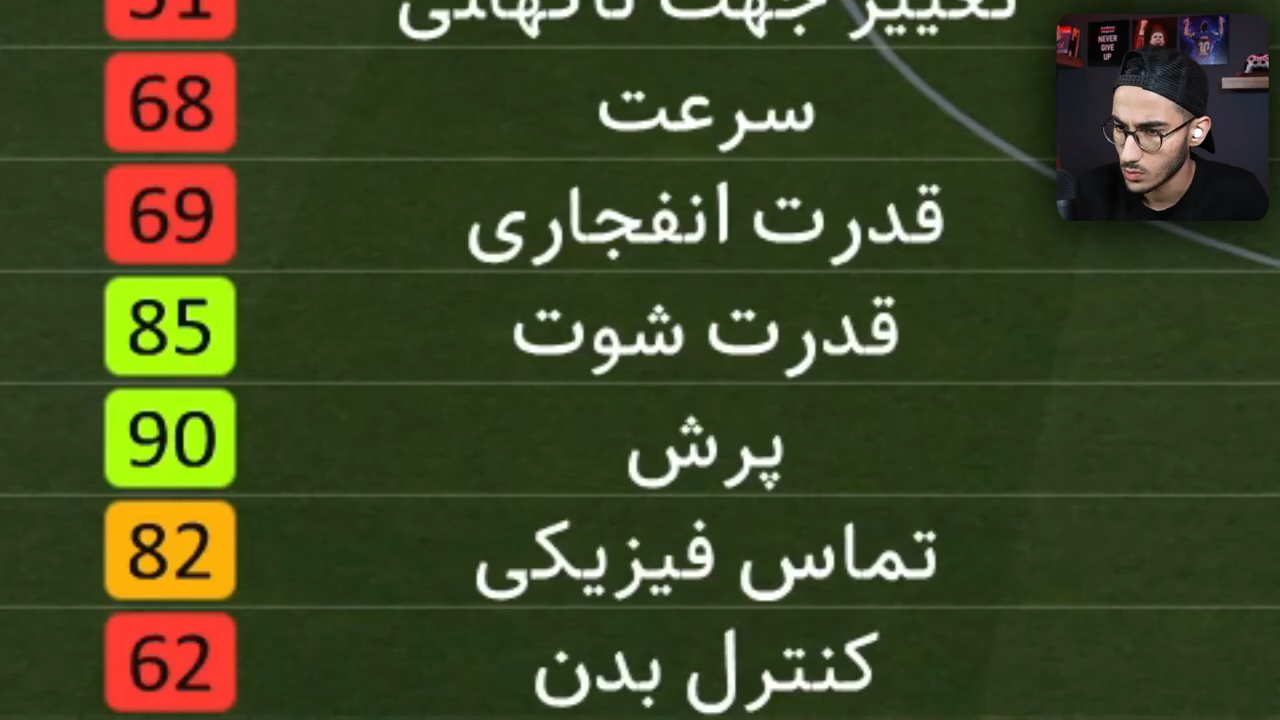 سرعت 68
قدرت انفجاری 69
قدرت شوت 85
پرش 90
تماس فیزیکی 82
کنترل بدن 62
NEVER
GIVE
UP
10